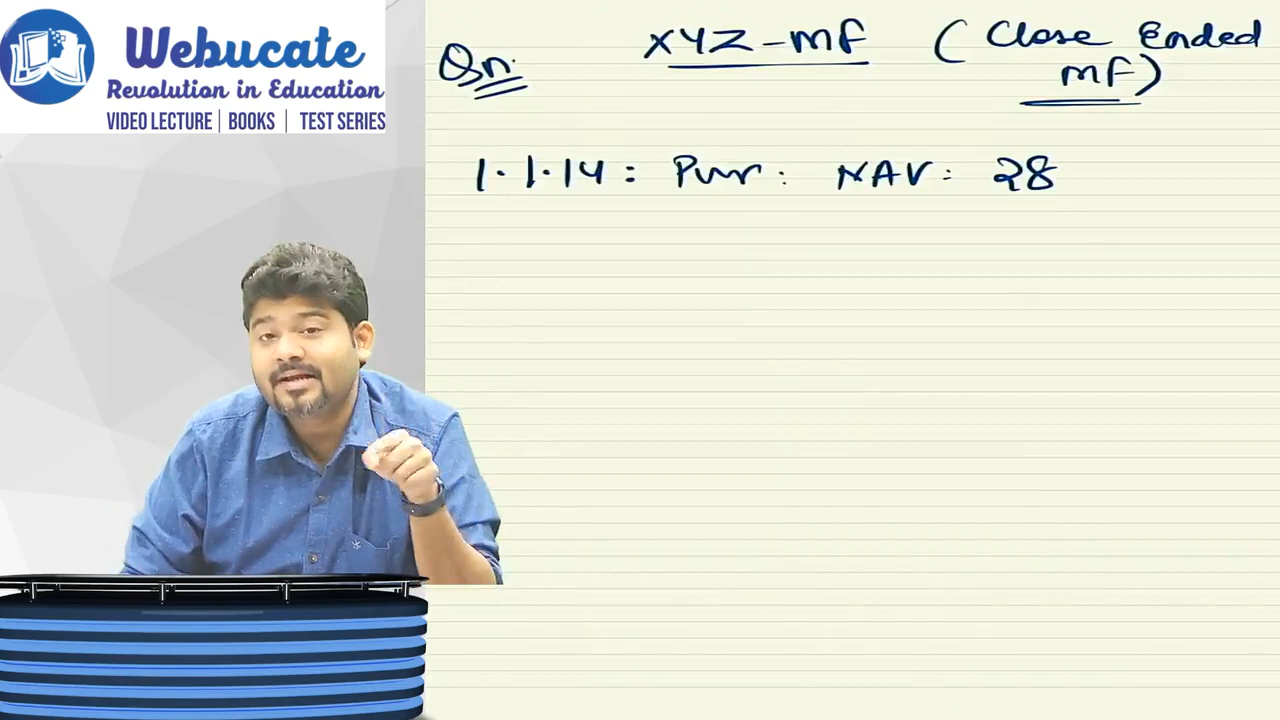 Webucate
Revolution in Education
VIDEO LECTURE | BOOKS | TEST SERIES
Qn. XYZ-MF (Close Ended
MF)
1.1.14: Pur: NAV: 28